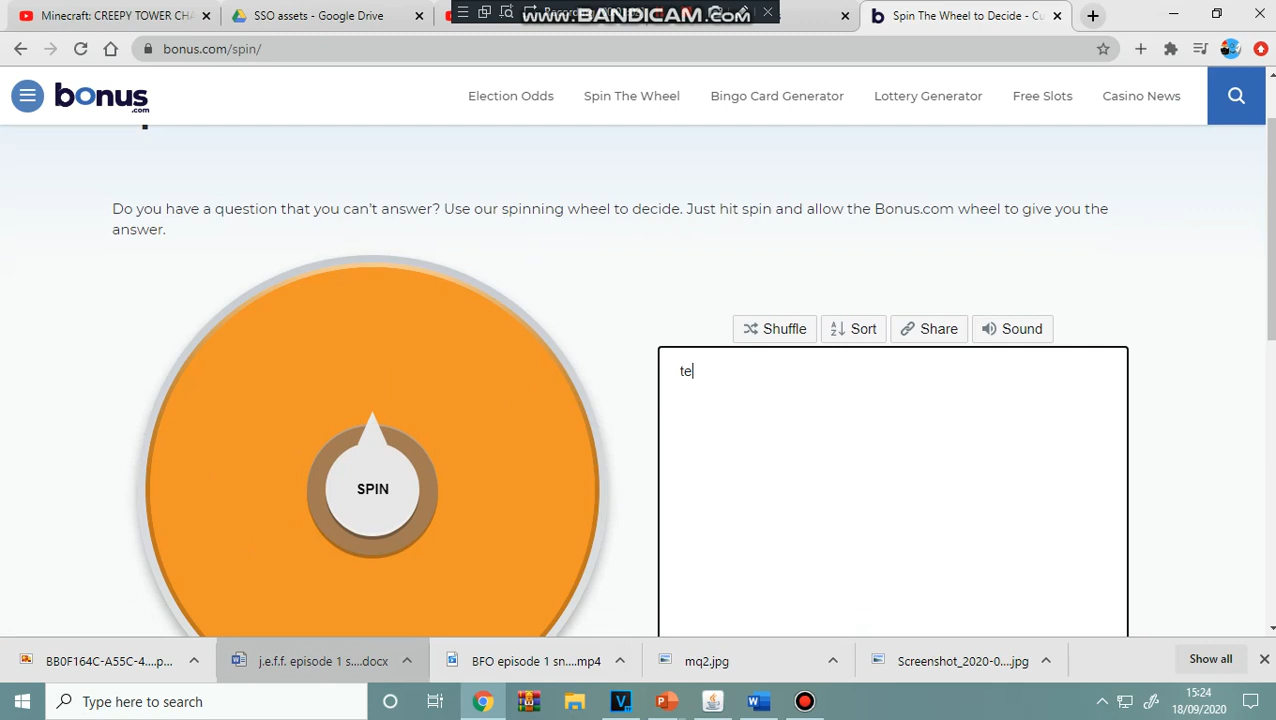 Minecraft: CREEPY TOWER CHA
SSO assets - Google Drive
www.BANDICAM.com
Spin The Wheel to Decide - Cu
bonus.com/spin/
bonus
.com
Election Odds
Spin The Wheel
Bingo Card Generator
Lottery Generator
Free Slots
Casino News
Do you have a question that you can't answer? Use our spinning wheel to decide. Just hit spin and allow the Bonus.com wheel to give you the
answer.
Shuffle
Sort
Share
Sound
te
SPIN
BB0F164C-A55C-4....p...
j.e.f.f. episode 1 s....docx
BFO episode 1 sn....mp4
mq2.jpg
Screenshot_2020-0....jpg
Show all
Type here to search
15:24
18/09/2020